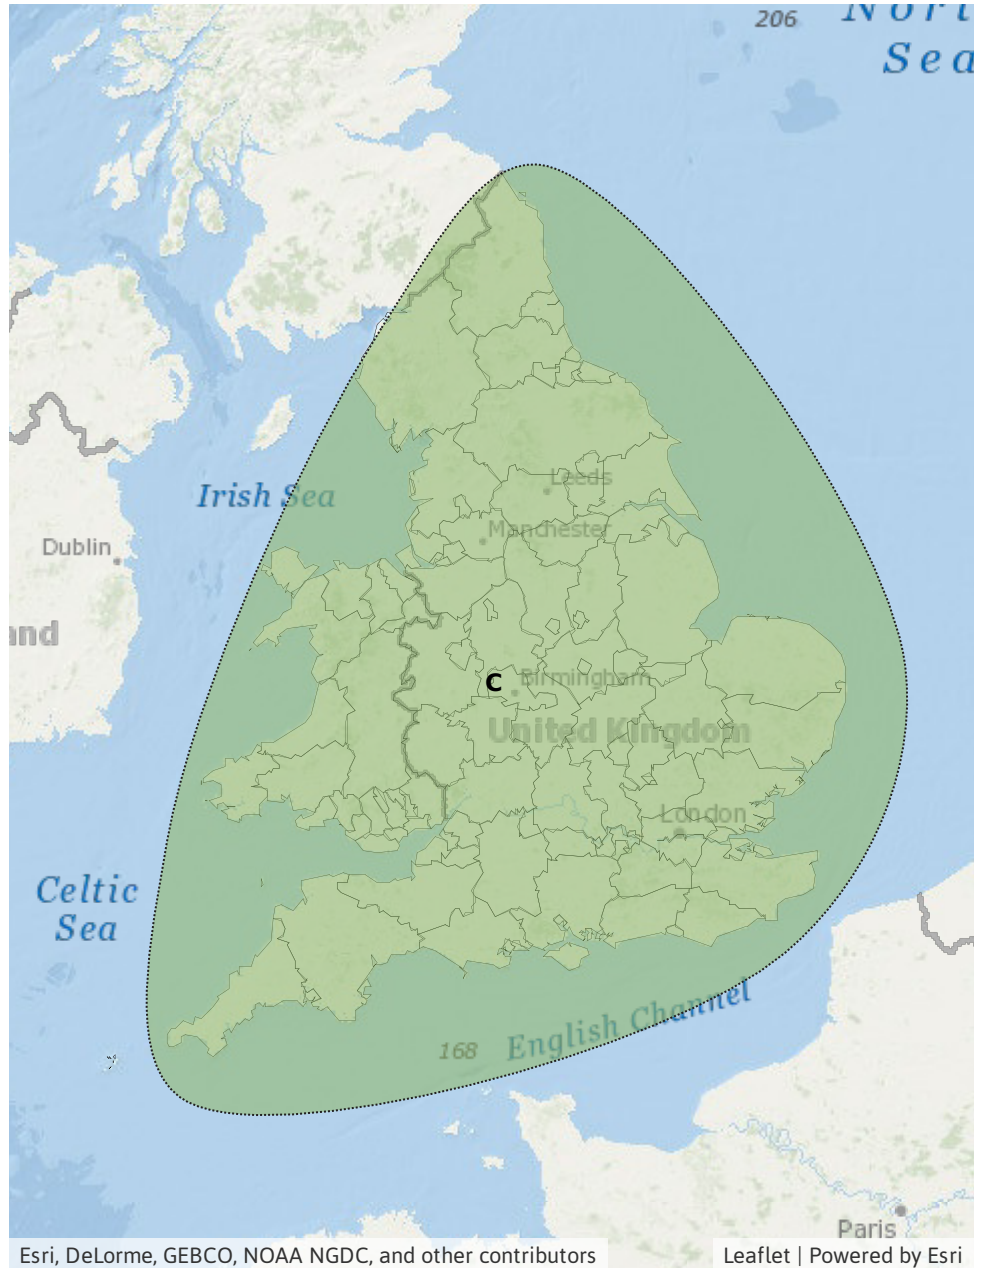 206
Nort
Sea
Leeds
Irish Sea
Manchester
Dublin
and
C
Birmingham
United Kingdom
London
Celtic
Sea
English Channel
168
Paris
Esri, DeLorme, GEBCO, NOAA NGDC, and other contributors
Leaflet | Powered by Esri